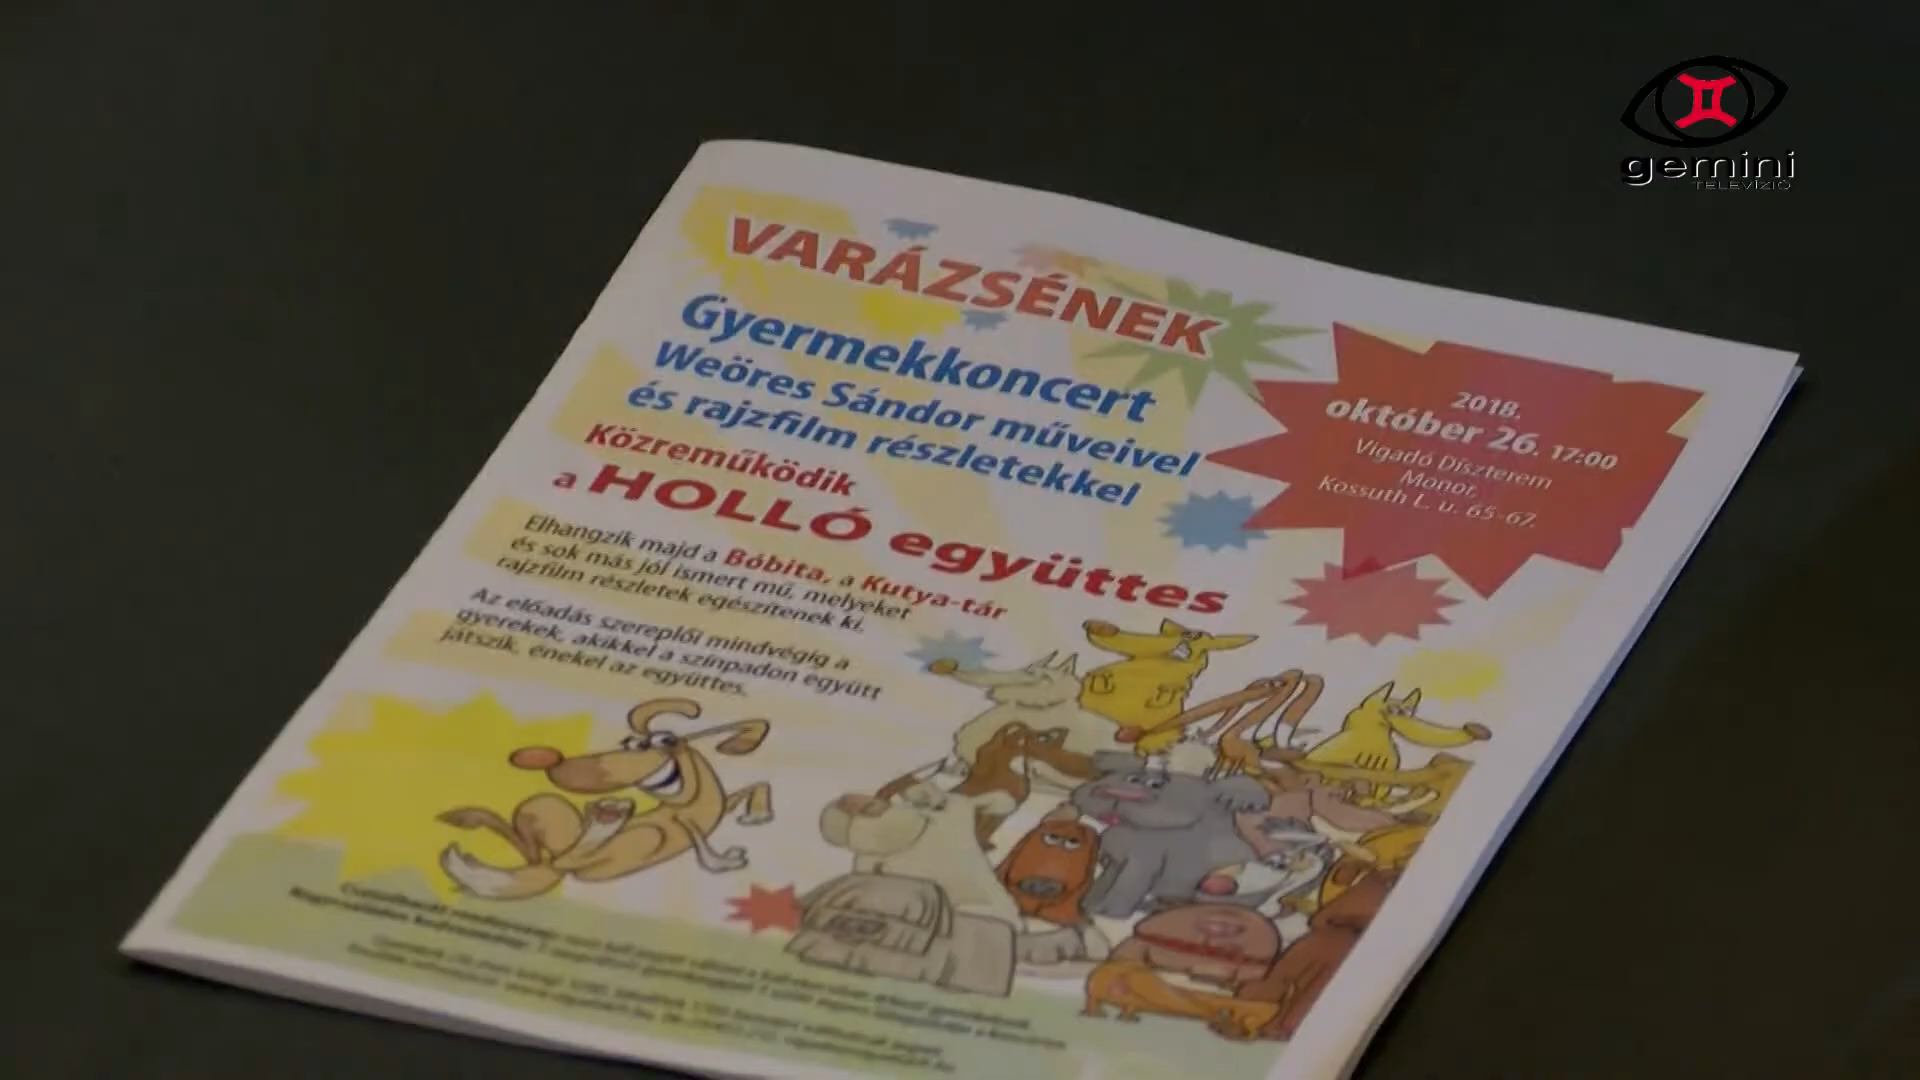 gemini
TELEVÍZIÓ
VARÁZSÉNEK
Gyermekkoncert
Weöres Sándor műveivel
és rajzfilm részletekkel
Közreműködik
a HOLLÓ együttes
2018.
október 26. 17:00
Vigadó Díszterem
Monor,
Kossuth L. u. 65-67.
Elhangzik majd a Bóbita, a Kutya-tár
és sok más jól ismert mű, melyeket
rajzfilm részletek egészítenek ki.
Az előadás szereplői mindvégig a
gyerekek, akikkel a színpadon együtt
játszik, énekel az együttes.